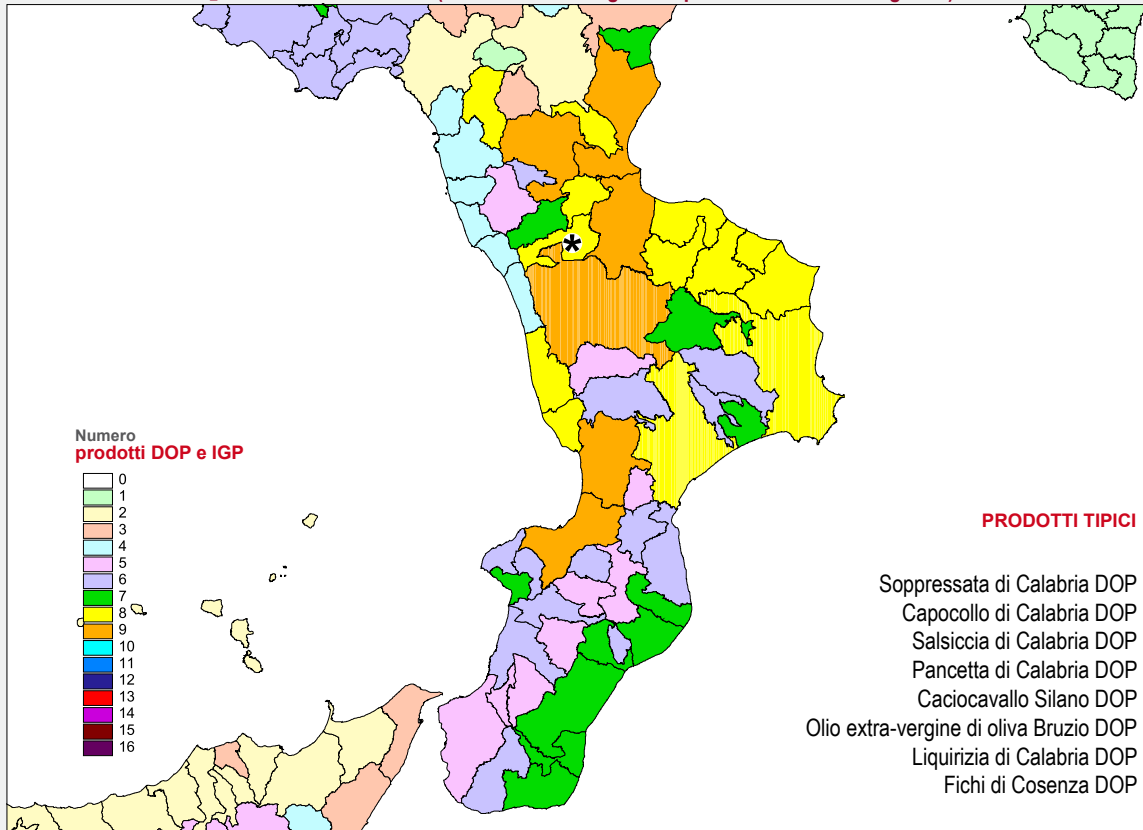 Numero
prodotti DOP e IGP
0
1
2
3
4
5
6
7
8
9
10
11
12
13
14
15
16
*
PRODOTTI TIPICI
Soppressata di Calabria DOP
Capocollo di Calabria DOP
Salsiccia di Calabria DOP
Pancetta di Calabria DOP
Caciocavallo Silano DOP
Olio extra-vergine di oliva Bruzio DOP
Liquirizia di Calabria DOP
Fichi di Cosenza DOP